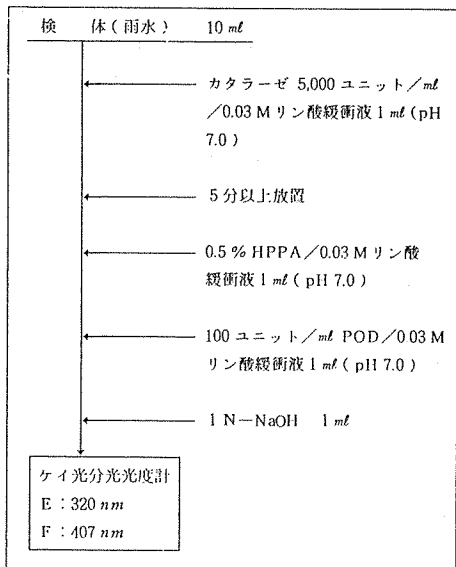 検 体(雨水) 10 ml
カタラーゼ 5,000 ユニット/ml
/0.03 M リン酸緩衝液 1 ml (pH
7.0)
5分以上放置
0.5 % HPPA/0.03 M リン酸
緩衝液 1 ml ( pH 7.0 )
100 ユニット/ml POD/0.03 M
リン酸緩衝液 1 ml ( pH 7.0 )
1 N-NaOH 1 ml
ケイ光分光光度計
E : 320 nm
F : 407 nm